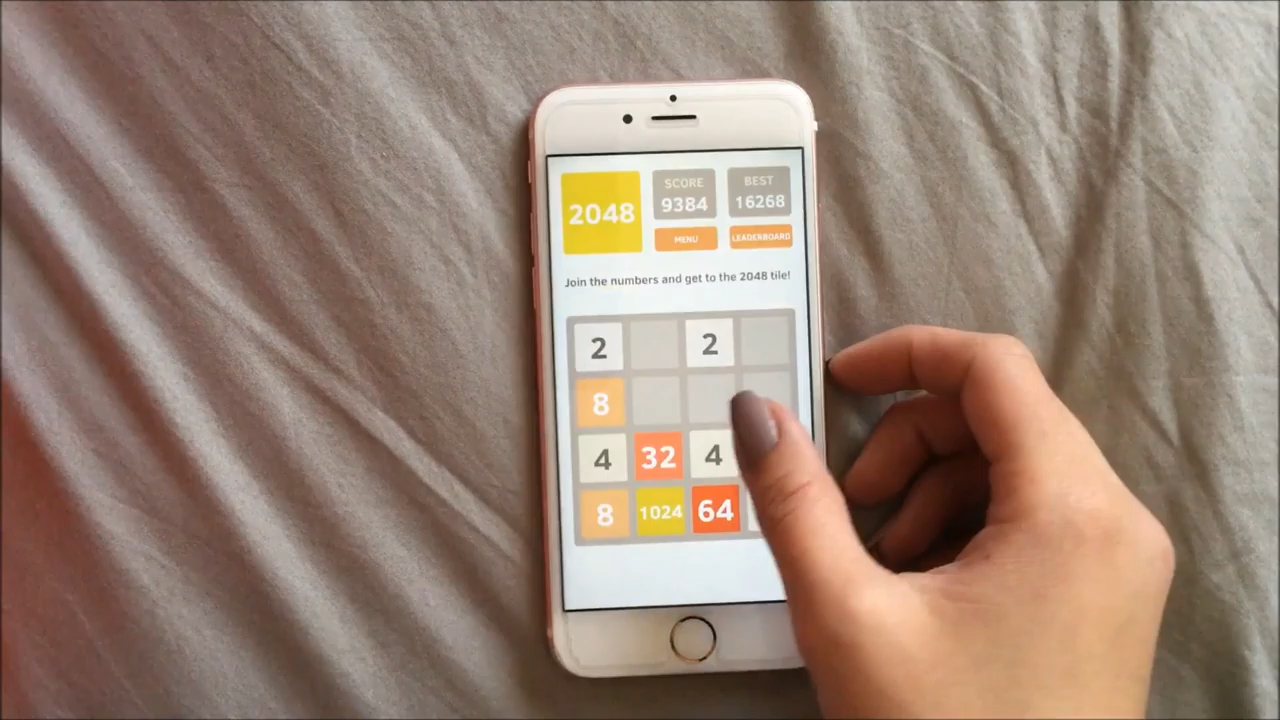 2048
SCORE
9384
BEST
16268
MENU
LEADERBOARD
Join the numbers and get to the 2048 tile!
2 2
8
4 32 4
8 1024 64